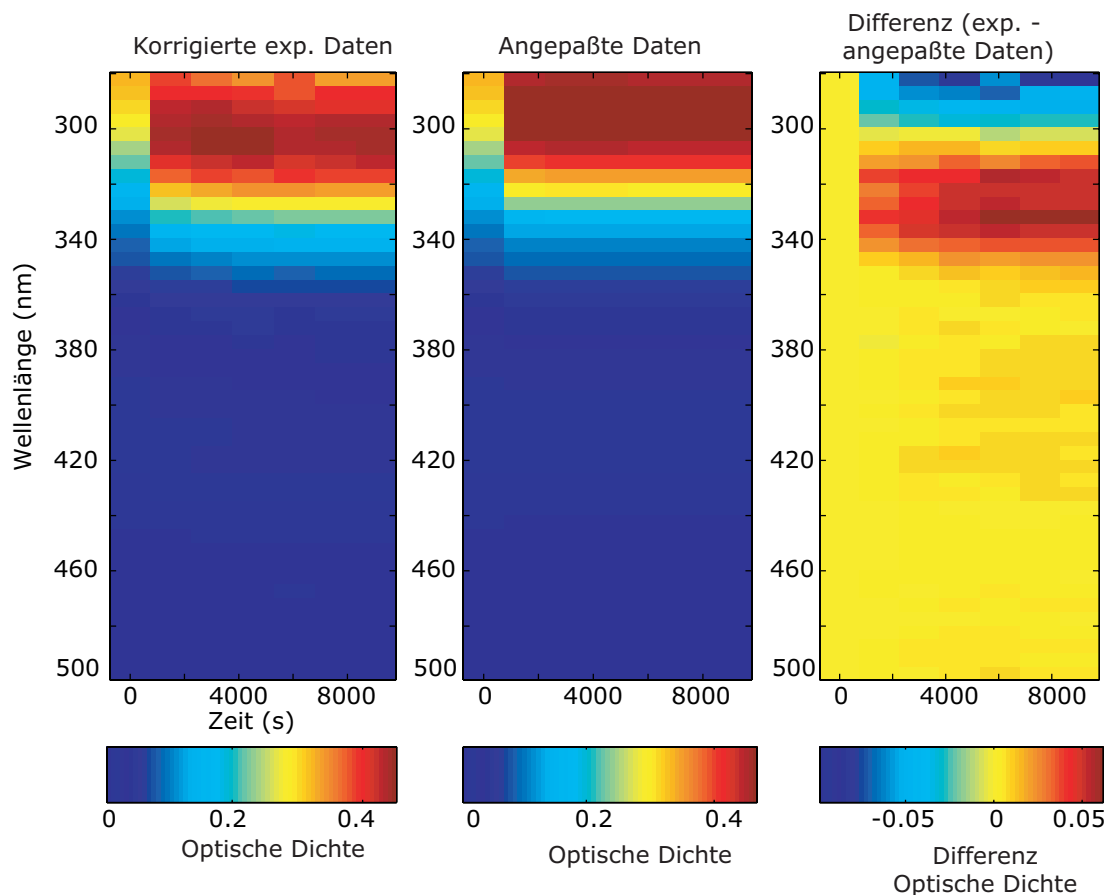 Korrigierte exp. Daten
Angepaßte Daten
Differenz (exp. -
angepaßte Daten)
Wellenlänge (nm)
300
340
380
420
460
500
0 4000 8000
Zeit (s)
300
340
380
420
460
500
0 4000 8000
300
340
380
420
460
500
0 4000 8000
0 0.2 0.4
Optische Dichte
0 0.2 0.4
Optische Dichte
-0.05 0 0.05
Differenz
Optische Dichte